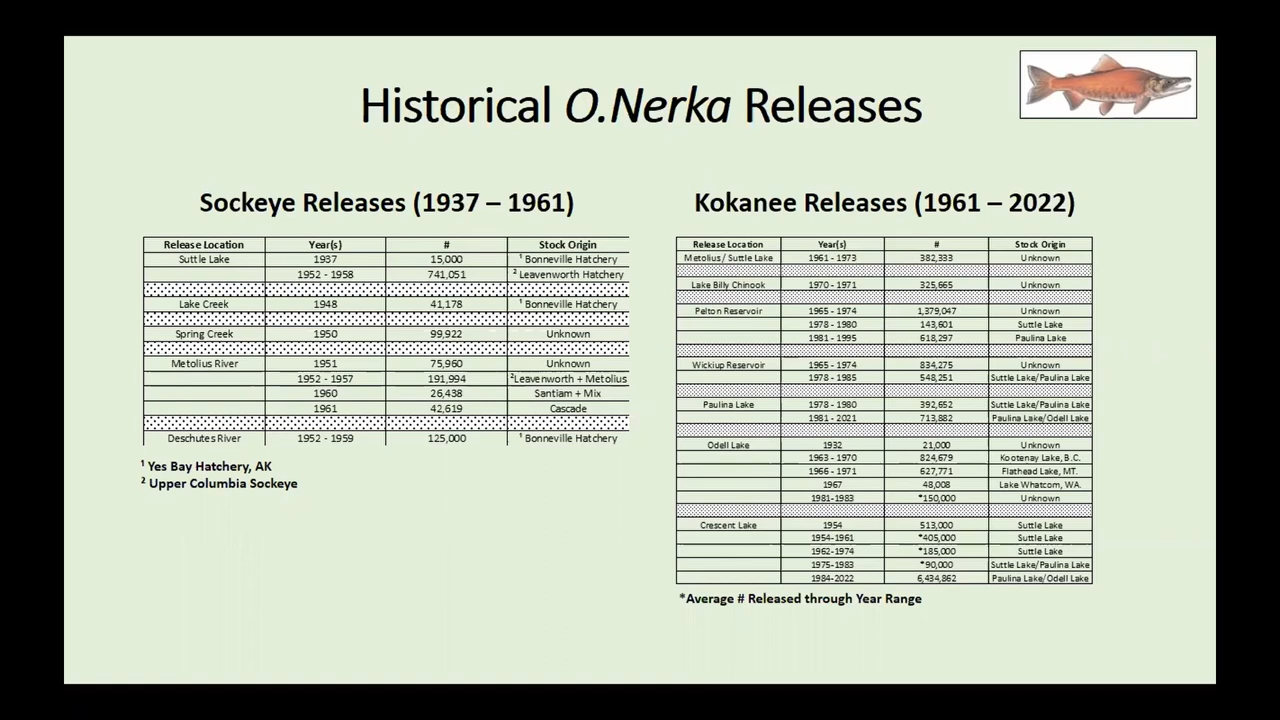 Historical O.Nerka Releases
Sockeye Releases (1937 – 1961)
Release Location Year(s) # Stock Origin
Suttle Lake 1937 15,000 ¹ Bonneville Hatchery
1952 - 1958 741,051 ² Leavenworth Hatchery
Lake Creek 1948 41,178 ¹ Bonneville Hatchery
Spring Creek 1950 99,922 Unknown
Metolius River 1951 75,960 Unknown
1952 - 1957 191,994 ²Leavenworth + Metolius
1960 26,438 Santiam + Mix
1961 42,619 Cascade
Deschutes River 1952 - 1959 125,000 ¹ Bonneville Hatchery
¹ Yes Bay Hatchery, AK
² Upper Columbia Sockeye
Kokanee Releases (1961 – 2022)
Release Location Year(s) # Stock Origin
Metolius/ Suttle Lake 1961 - 1973 382,333 Unknown
Lake Billy Chinook 1970 - 1971 325,665 Unknown
Pelton Reservoir 1965 - 1974 1,379,047 Unknown
1978 - 1980 143,601 Suttle Lake
1981 - 1995 618,297 Paulina Lake
Wickiup Reservoir 1965 - 1974 834,275 Unknown
1978 - 1985 548,251 Suttle Lake/Paulina Lake
Paulina Lake 1978 - 1980 392,652 Suttle Lake/Paulina Lake
1981 - 2021 713,882 Paulina Lake/Odell Lake
Odell Lake 1932 21,000 Unknown
1963 - 1970 824,679 Kootenay Lake, B.C.
1966 - 1971 627,771 Flathead Lake, MT.
1967 48,008 Lake Whatcom, WA.
1981-1983 *150,000 Unknown
Crescent Lake 1954 513,000 Suttle Lake
1954-1961 *405,000 Suttle Lake
1962-1974 *185,000 Suttle Lake
1975-1983 *90,000 Suttle Lake/Paulina Lake
1984-2022 6,434,862 Paulina Lake/Odell Lake
*Average # Released through Year Range